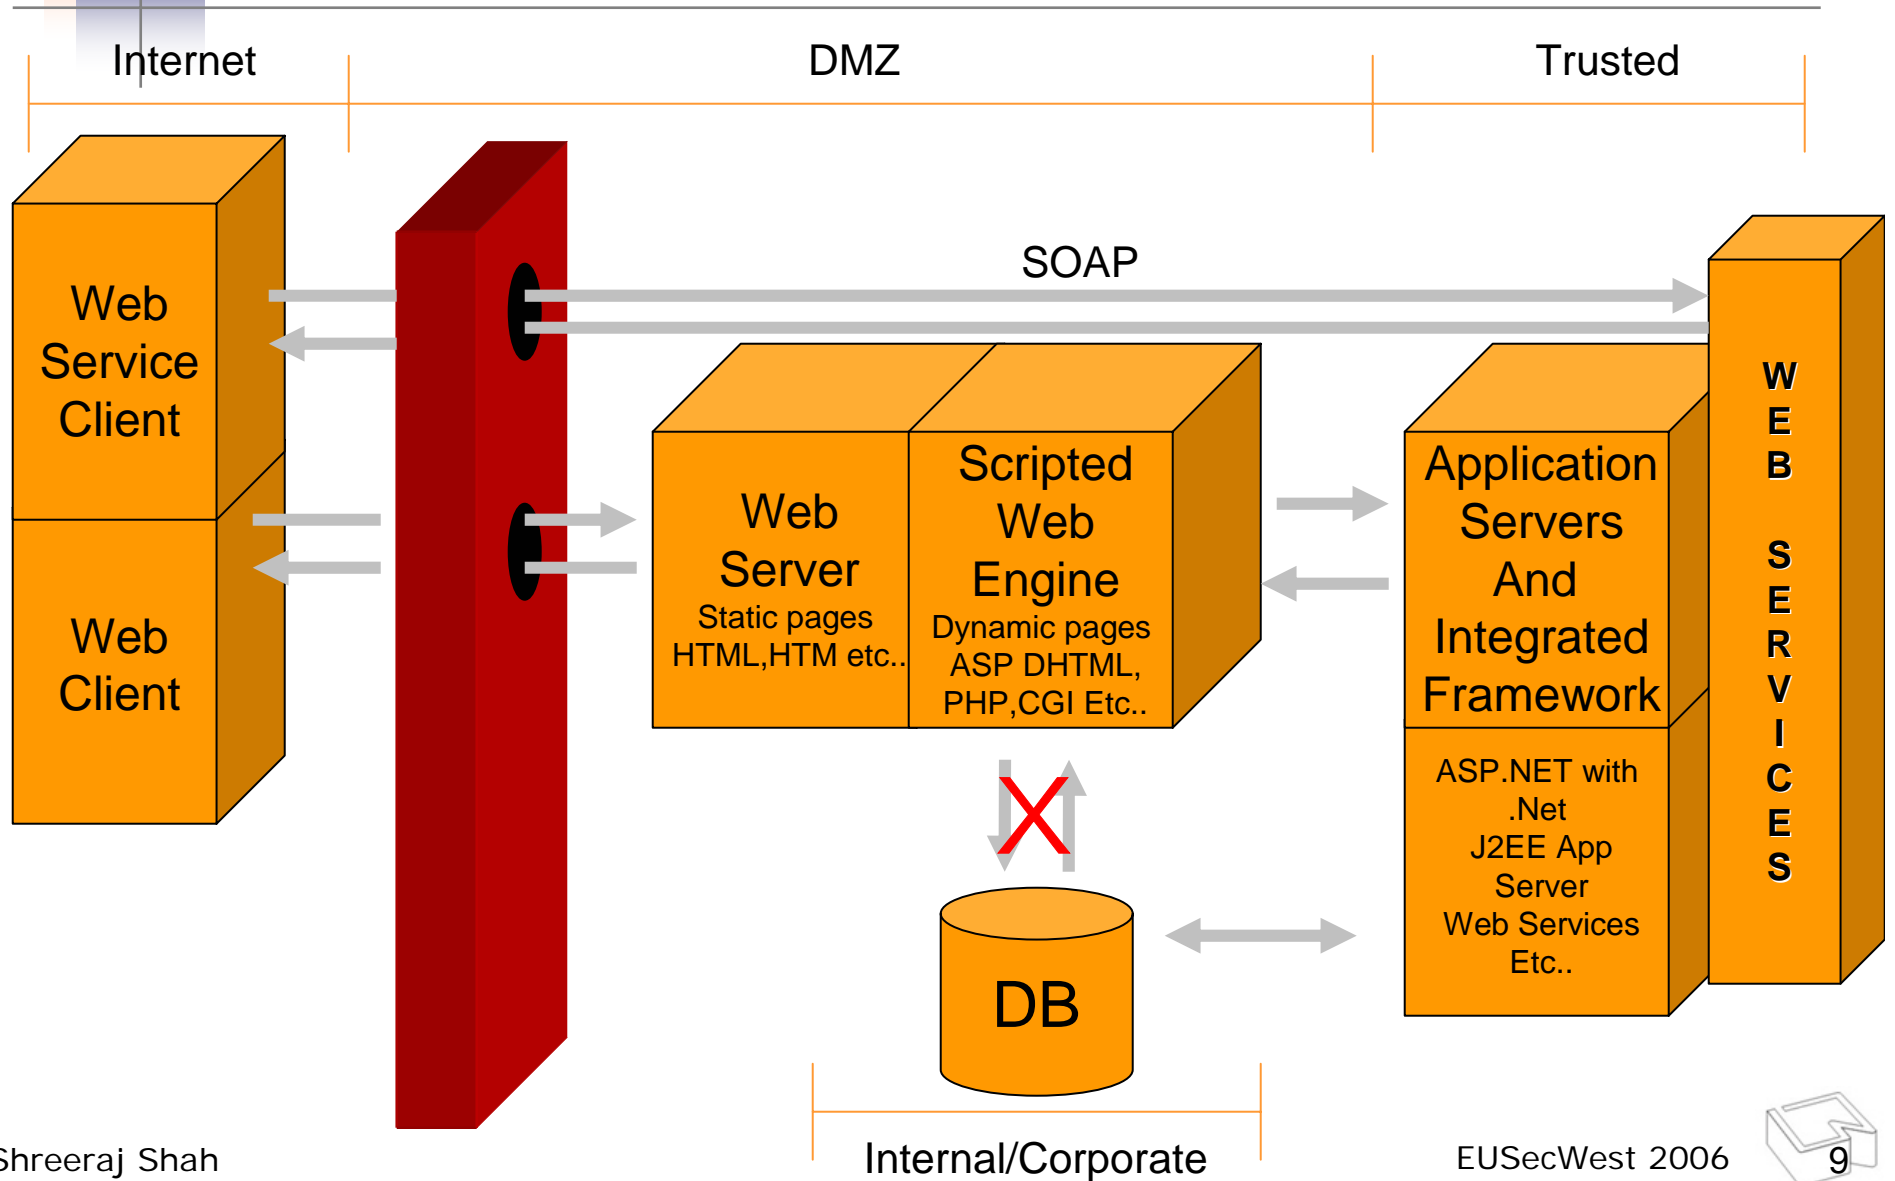 Internet
DMZ
Trusted
SOAP
Web
Service
Client
Web
Client
Web
Server
Static pages
HTML,HTM etc..
Scripted
Web
Engine
Dynamic pages
ASP DHTML,
PHP,CGI Etc..
Application
Servers
And
Integrated
Framework
ASP.NET with
.Net
J2EE App
Server
Web Services
Etc..
W
E
B
S
E
R
V
I
C
E
S
X
DB
Internal/Corporate
Shreeraj Shah
EUSecWest 2006
9